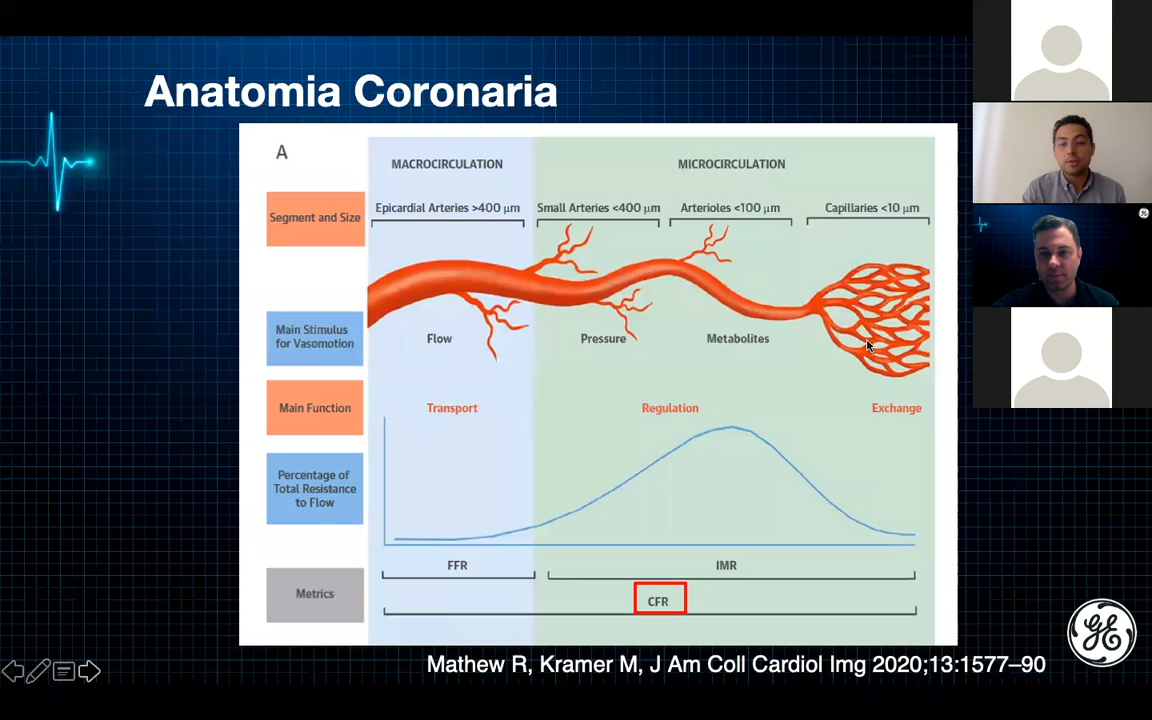 Anatomia Coronaria
A
MACROCIRCULATION
MICROCIRCULATION
Segment and Size
Epicardial Arteries >400 μm
Small Arteries <400 μm
Arterioles <100 μm
Capillaries <10 μm
Main Stimulus
for Vasomotion
Flow
Pressure
Metabolites
Main Function
Transport
Regulation
Exchange
Percentage of
Total Resistance
to Flow
Metrics
FFR
IMR
CFR
GE
Mathew R, Kramer M, J Am Coll Cardiol Img 2020;13:1577–90